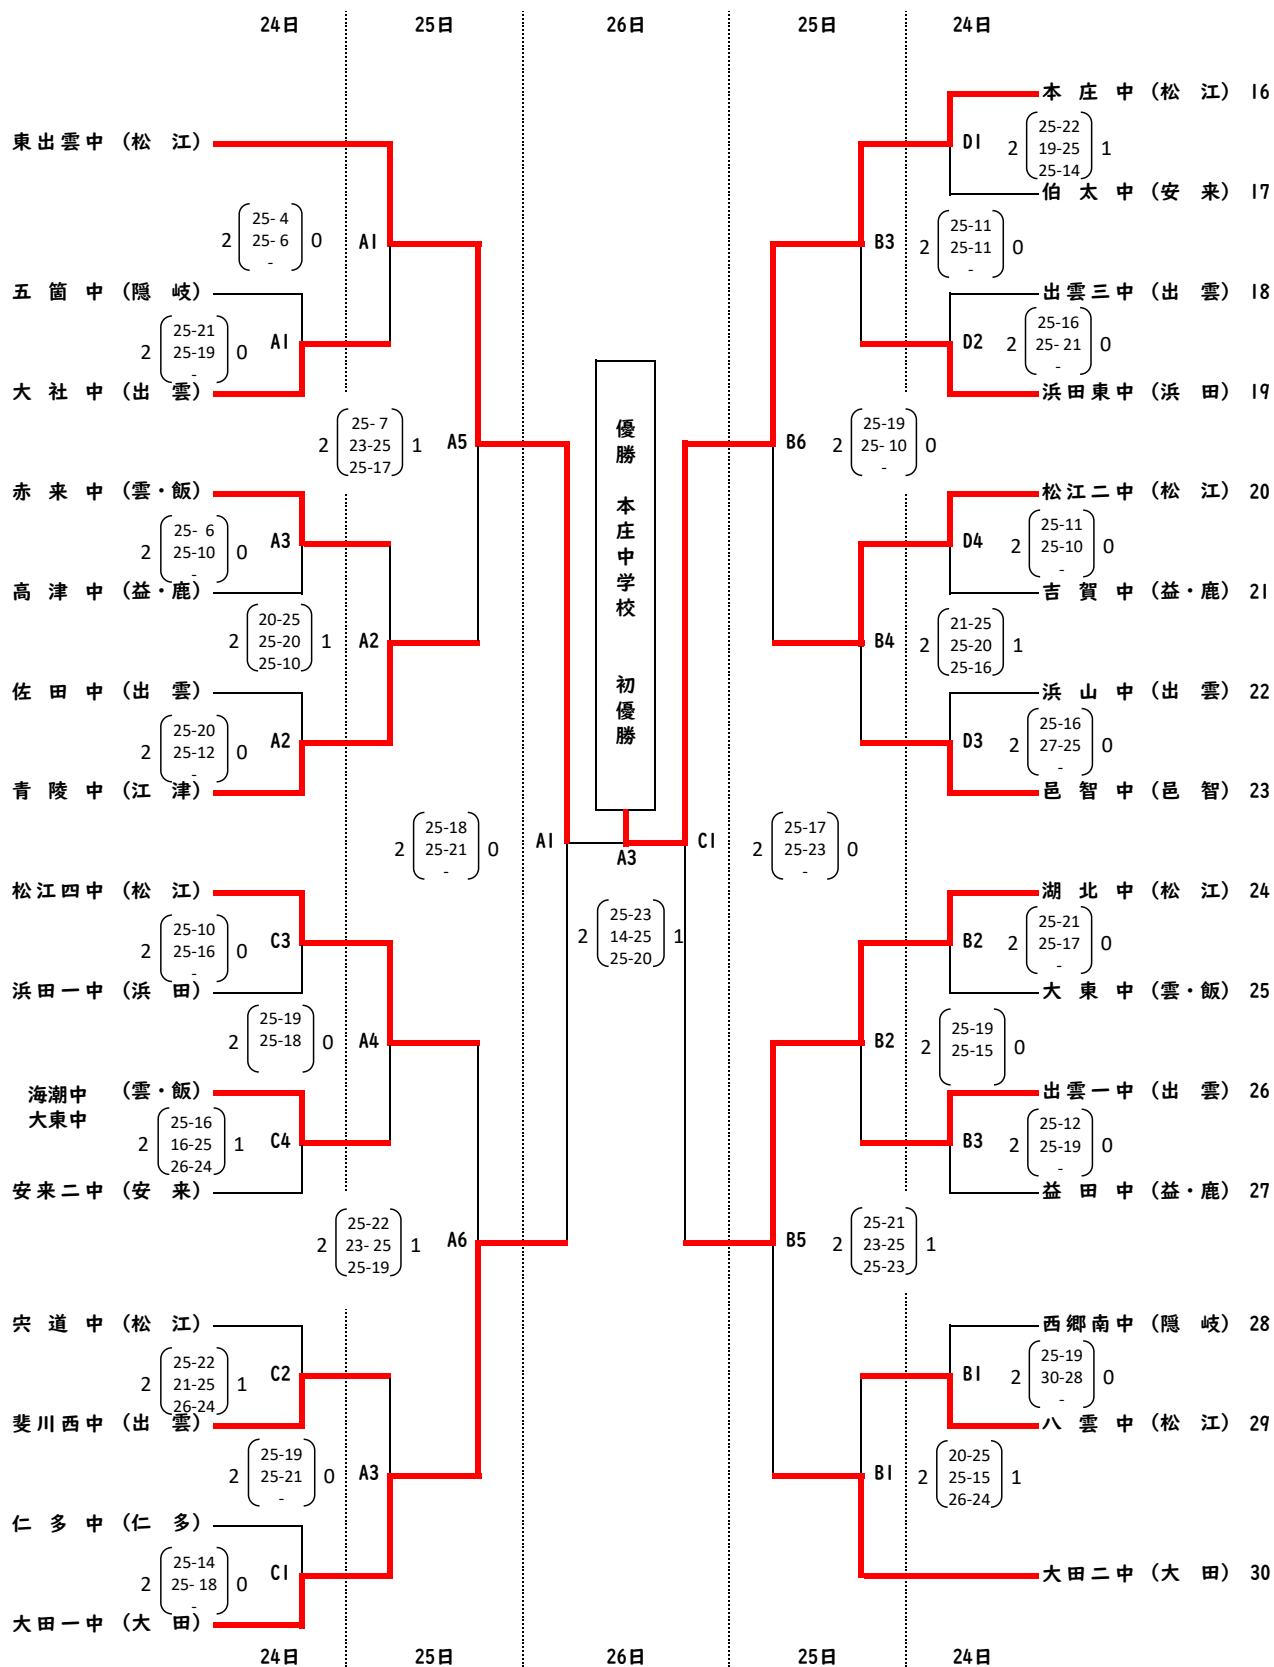 24日 25日 26日 25日 24日
本庄中（松江）16
東出雲中（松江）
D1 2 25-22 19-25 25-14 1
伯太中（安来）17
2 25-4 25-6 - 0 A1
B3 2 25-11 25-11 - 0
五箇中（隠岐）
出雲三中（出雲）18
2 25-21 25-19 - 0 A1
D2 2 25-16 25-21 - 0
大社中（出雲）
浜田東中（浜田）19
2 25-7 23-25 25-17 1 A5
B6 2 25-19 25-10 - 0
優勝 本庄中学校 初優勝
赤来中（雲・飯）
松江二中（松江）20
2 25-6 25-10 - 0 A3
D4 2 25-11 25-10 - 0
高津中（益・鹿）
吉賀中（益・鹿）21
2 20-25 25-20 25-10 1 A2
B4 2 21-25 25-20 25-16 1
佐田中（出雲）
浜山中（出雲）22
2 25-20 25-12 - 0 A2
D3 2 25-16 27-25 - 0
青陵中（江津）
邑智中（邑智）23
2 25-18 25-21 - 0 A1
A3
C1 2 25-17 25-23 - 0
松江四中（松江）
湖北中（松江）24
2 25-23 14-25 25-20 1
2 25-10 25-16 - 0 C3
B2 2 25-21 25-17 - 0
浜田一中（浜田）
大東中（雲・飯）25
2 25-19 25-18 0 A4
B2 2 25-19 25-15 0
海潮中
大東中
（雲・飯）
出雲一中（出雲）26
2 25-16 16-25 26-24 1 C4
B3 2 25-12 25-19 - 0
安来二中（安来）
益田中（益・鹿）27
2 25-22 23-25 25-19 1 A6
B5 2 25-21 23-25 25-23 1
宍道中（松江）
西郷南中（隠岐）28
2 25-22 21-25 26-24 1 C2
B1 2 25-19 30-28 - 0
斐川西中（出雲）
八雲中（松江）29
2 25-19 25-21 - 0 A3
B1 2 20-25 25-15 26-24 1
仁多中（仁多）
2 25-14 25-18 - 0 C1
大田二中（大田）30
大田一中（大田）
24日 25日 26日 25日 24日